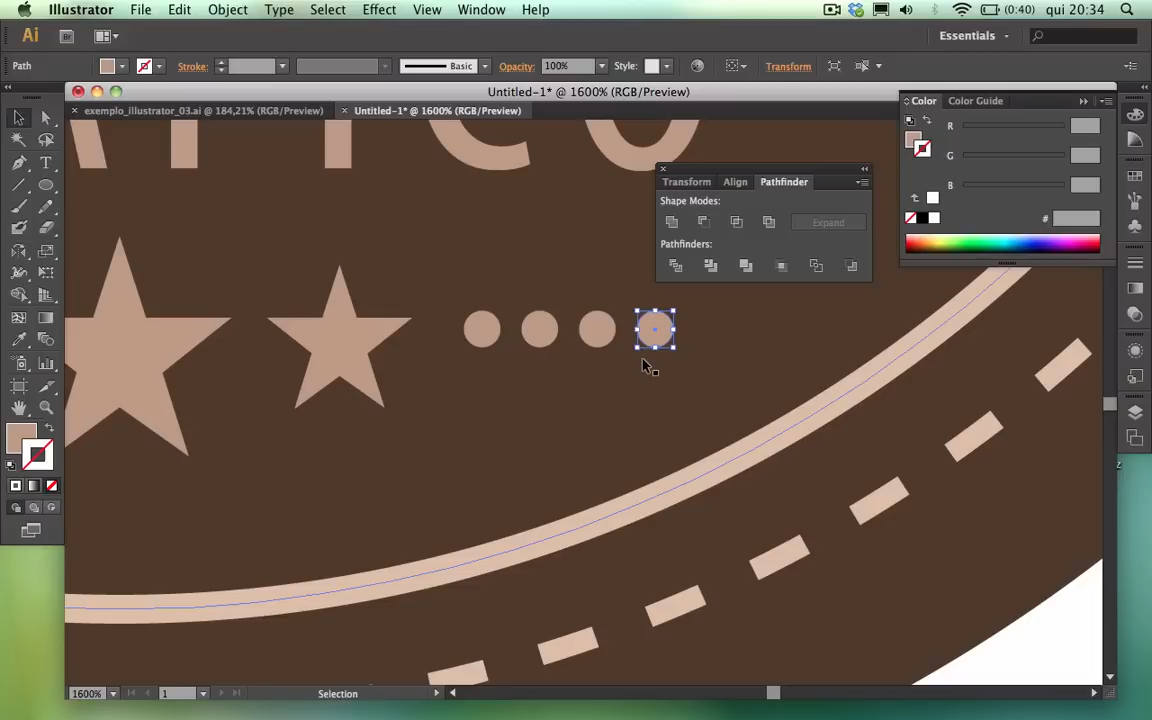 Illustrator File Edit Object Type Select Effect View Window Help (0:40) qui 20:34
Ai Br Essentials
Path Stroke: Basic Opacity: 100% Style: Transform
Untitled-1* @ 1600% (RGB/Preview)
exemplo_illustrator_03.ai @ 184,21% (RGB/Preview) Untitled-1* @ 1600% (RGB/Preview)
Color Color Guide
R
G
B
#
Transform Align Pathfinder
Shape Modes:
Expand
Pathfinders:
1600% 1 Selection